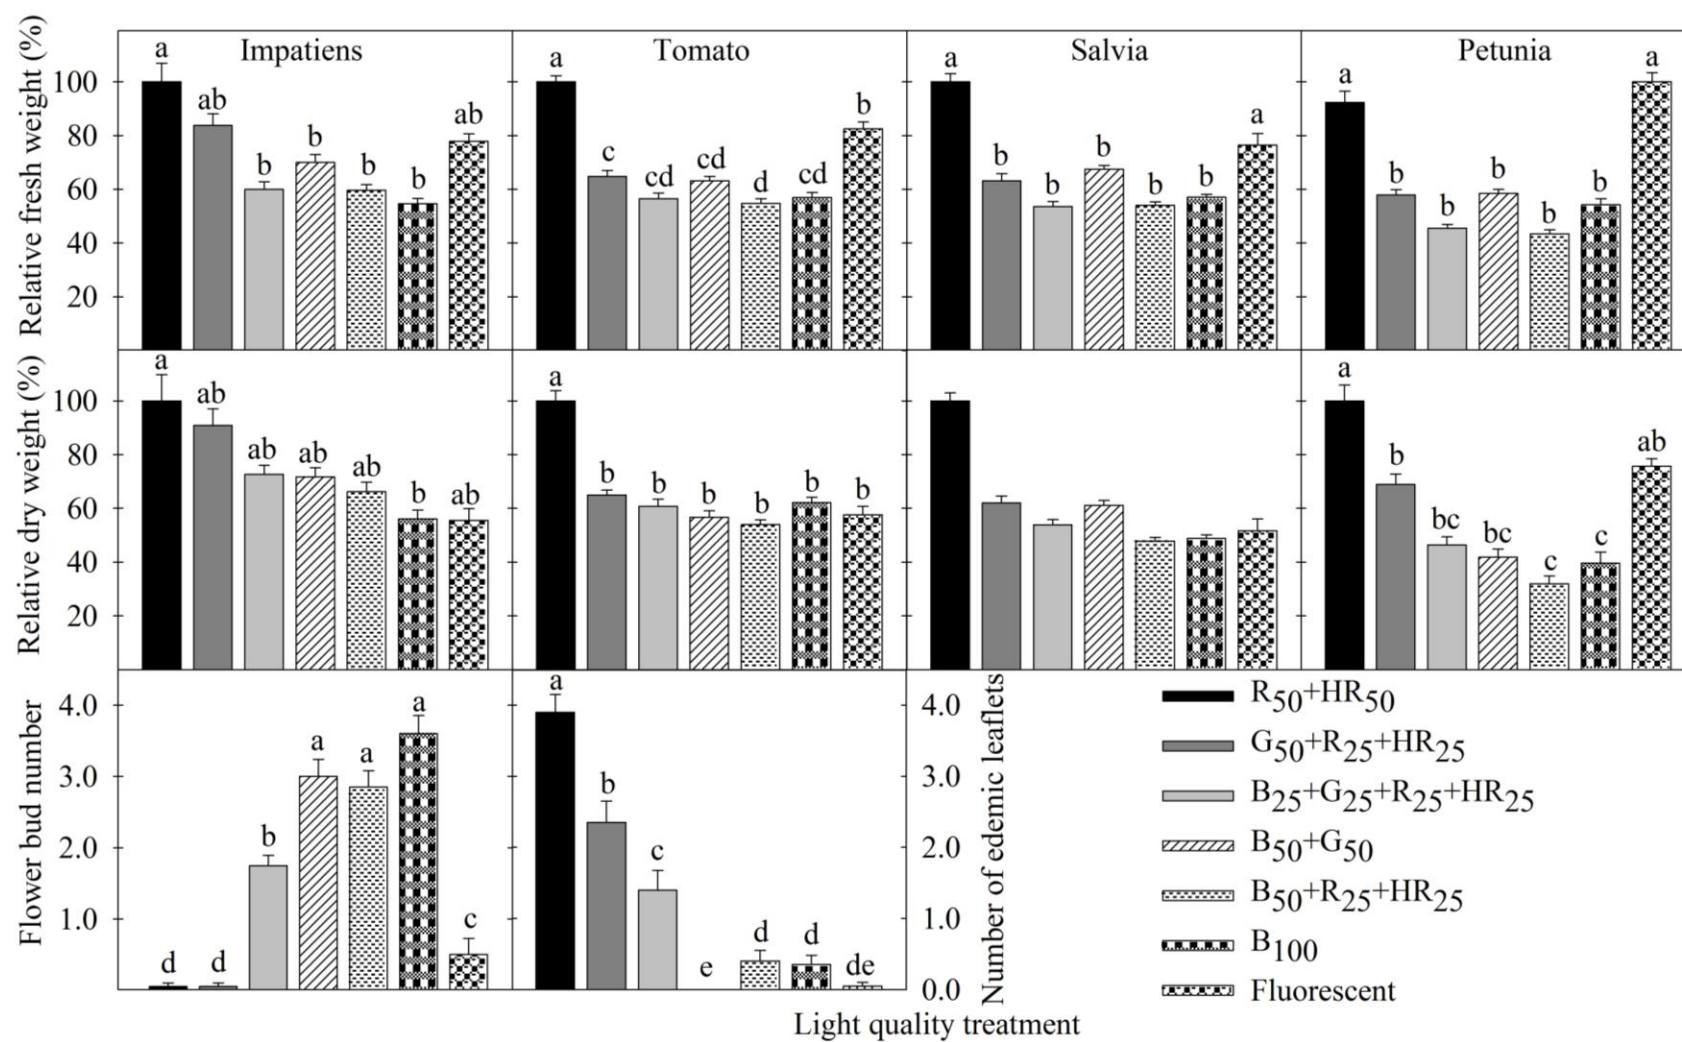 Relative fresh weight (%)
Impatiens Tomato Salvia Petunia
100
80
60
40
20
a ab b b b b ab
a c cd cd d cd b
a b b b b b a
a b b b b b a
Relative dry weight (%)
100
80
60
40
20
a ab ab ab ab b ab
a b b b b b b
a b bc bc c c ab
Flower bud number
4.0
3.0
2.0
1.0
d d b a a a c
a b c e d d de
4.0
3.0
2.0
1.0
0.0
Number of edemic leaflets
R50+HR50
G50+R25+HR25
B25+G25+R25+HR25
B50+G50
B50+R25+HR25
B100
Fluorescent
Light quality treatment